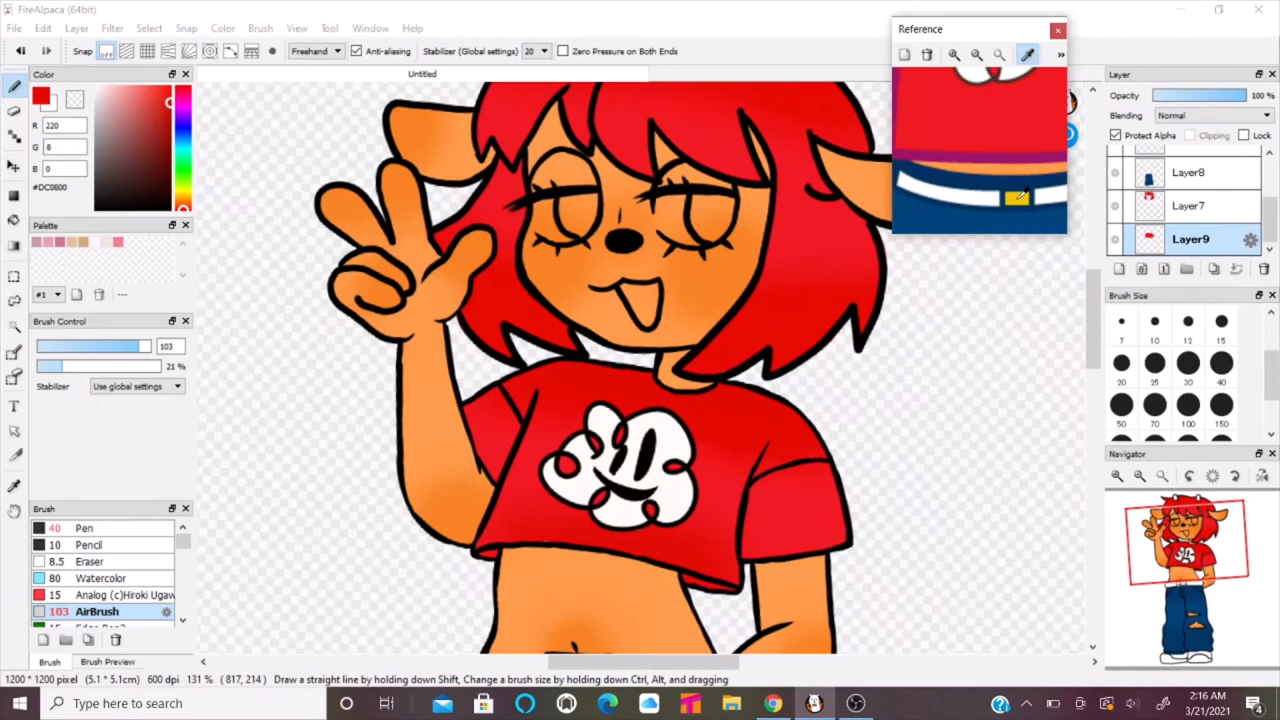 FireAlpaca (64bit)
File Edit Layer Filter Select Snap Color Brush View Tool Window Help
Snap off Freehand Anti-aliasing Stabilizer (Global settings) 20 Zero Pressure on Both Ends
Untitled
Reference
Color
R 220
G 8
B 0
#DC0800
Palette
#1
Brush Control
103
21 %
Stabilizer Use global settings
Brush
40 Pen
10 Pencil
8.5 Eraser
80 Watercolor
15 Analog (c)Hiroki Ugaw
103 AirBrush
Brush Brush Preview
Layer
Opacity 100 %
Blending Normal
Protect Alpha Clipping Lock
Layer8
Layer7
Layer9
Brush Size
7 10 12 15
20 25 30 40
50 70 100 150
Navigator
1200 * 1200 pixel (5.1 * 5.1cm) 600 dpi 131 % ( 817, 214 ) Draw a straight line by holding down Shift, Change a brush size by holding down Ctrl, Alt, and dragging
Type here to search
2:16 AM
3/21/2021
4